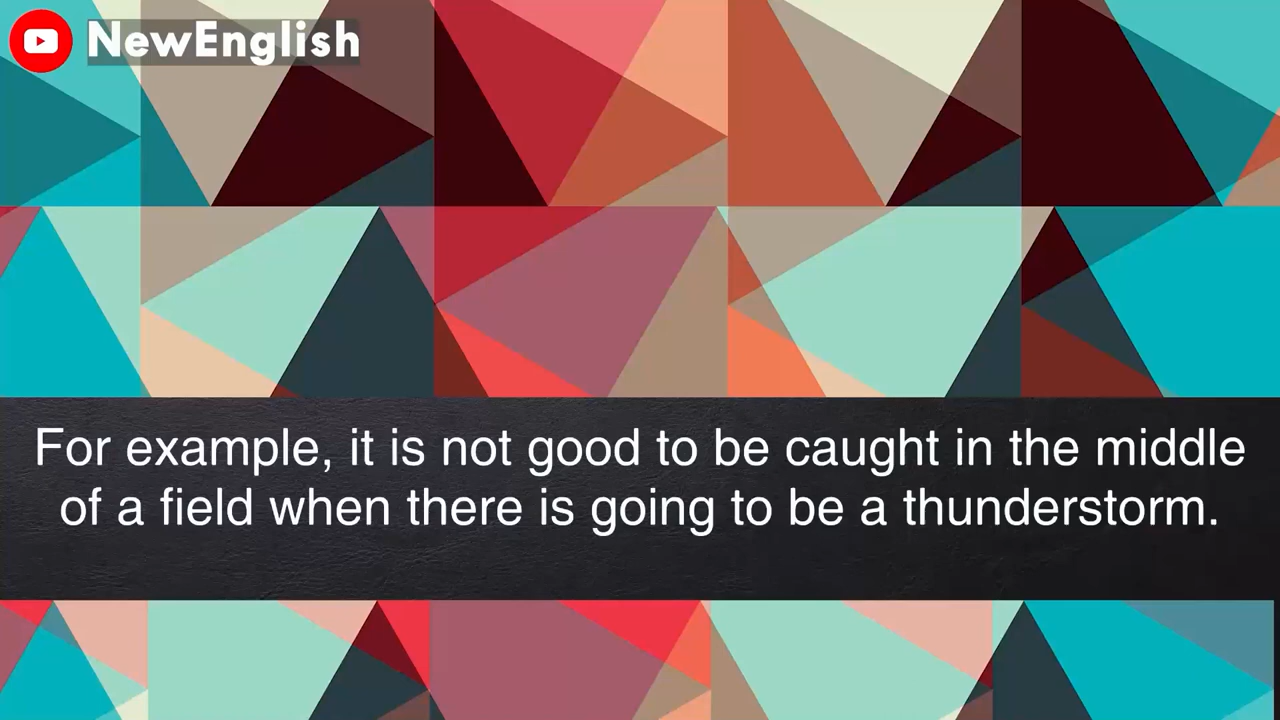 NewEnglish
For example, it is not good to be caught in the middle
of a field when there is going to be a thunderstorm.